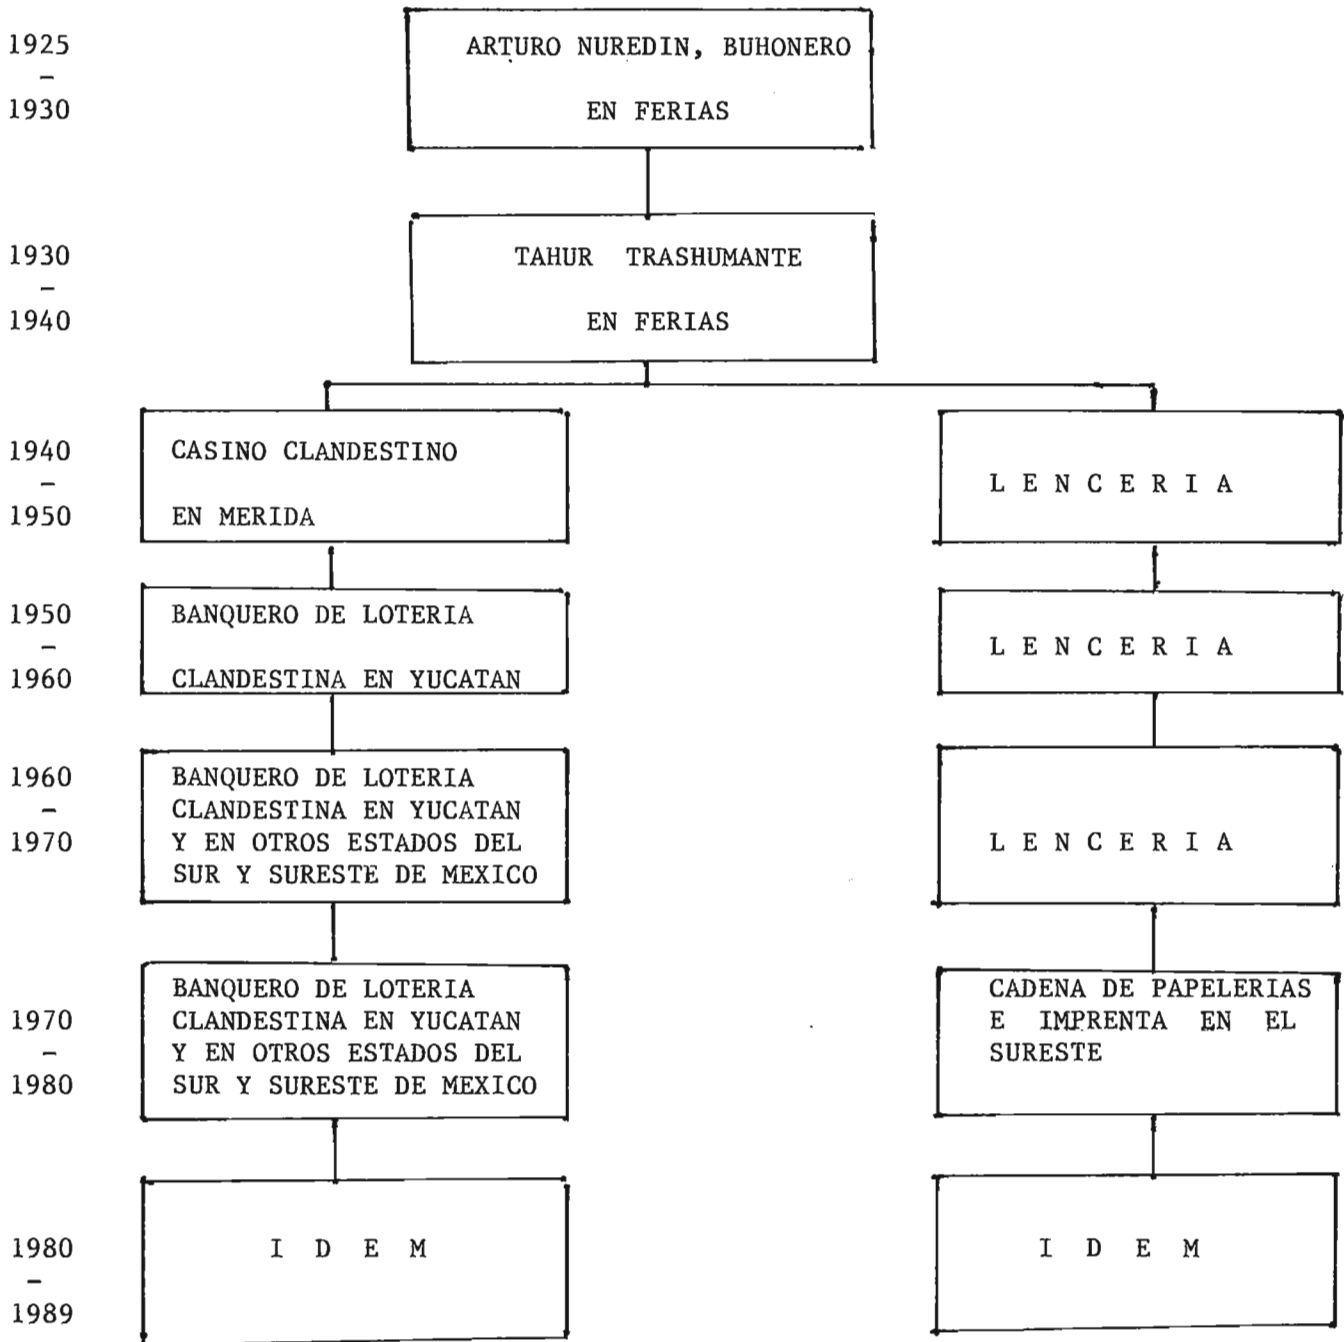 1925
-
1930
ARTURO NUREDIN, BUHONERO
EN FERIAS
1930
-
1940
TAHUR TRASHUMANTE
EN FERIAS
1940
-
1950
CASINO CLANDESTINO
EN MERIDA
L E N C E R I A
1950
-
1960
BANQUERO DE LOTERIA
CLANDESTINA EN YUCATAN
L E N C E R I A
1960
-
1970
BANQUERO DE LOTERIA
CLANDESTINA EN YUCATAN
Y EN OTROS ESTADOS DEL
SUR Y SURESTE DE MEXICO
L E N C E R I A
1970
-
1980
BANQUERO DE LOTERIA
CLANDESTINA EN YUCATAN
Y EN OTROS ESTADOS DEL
SUR Y SURESTE DE MEXICO
CADENA DE PAPELERIAS
E IMPRENTA EN EL
SURESTE
1980
-
1989
I D E M
I D E M